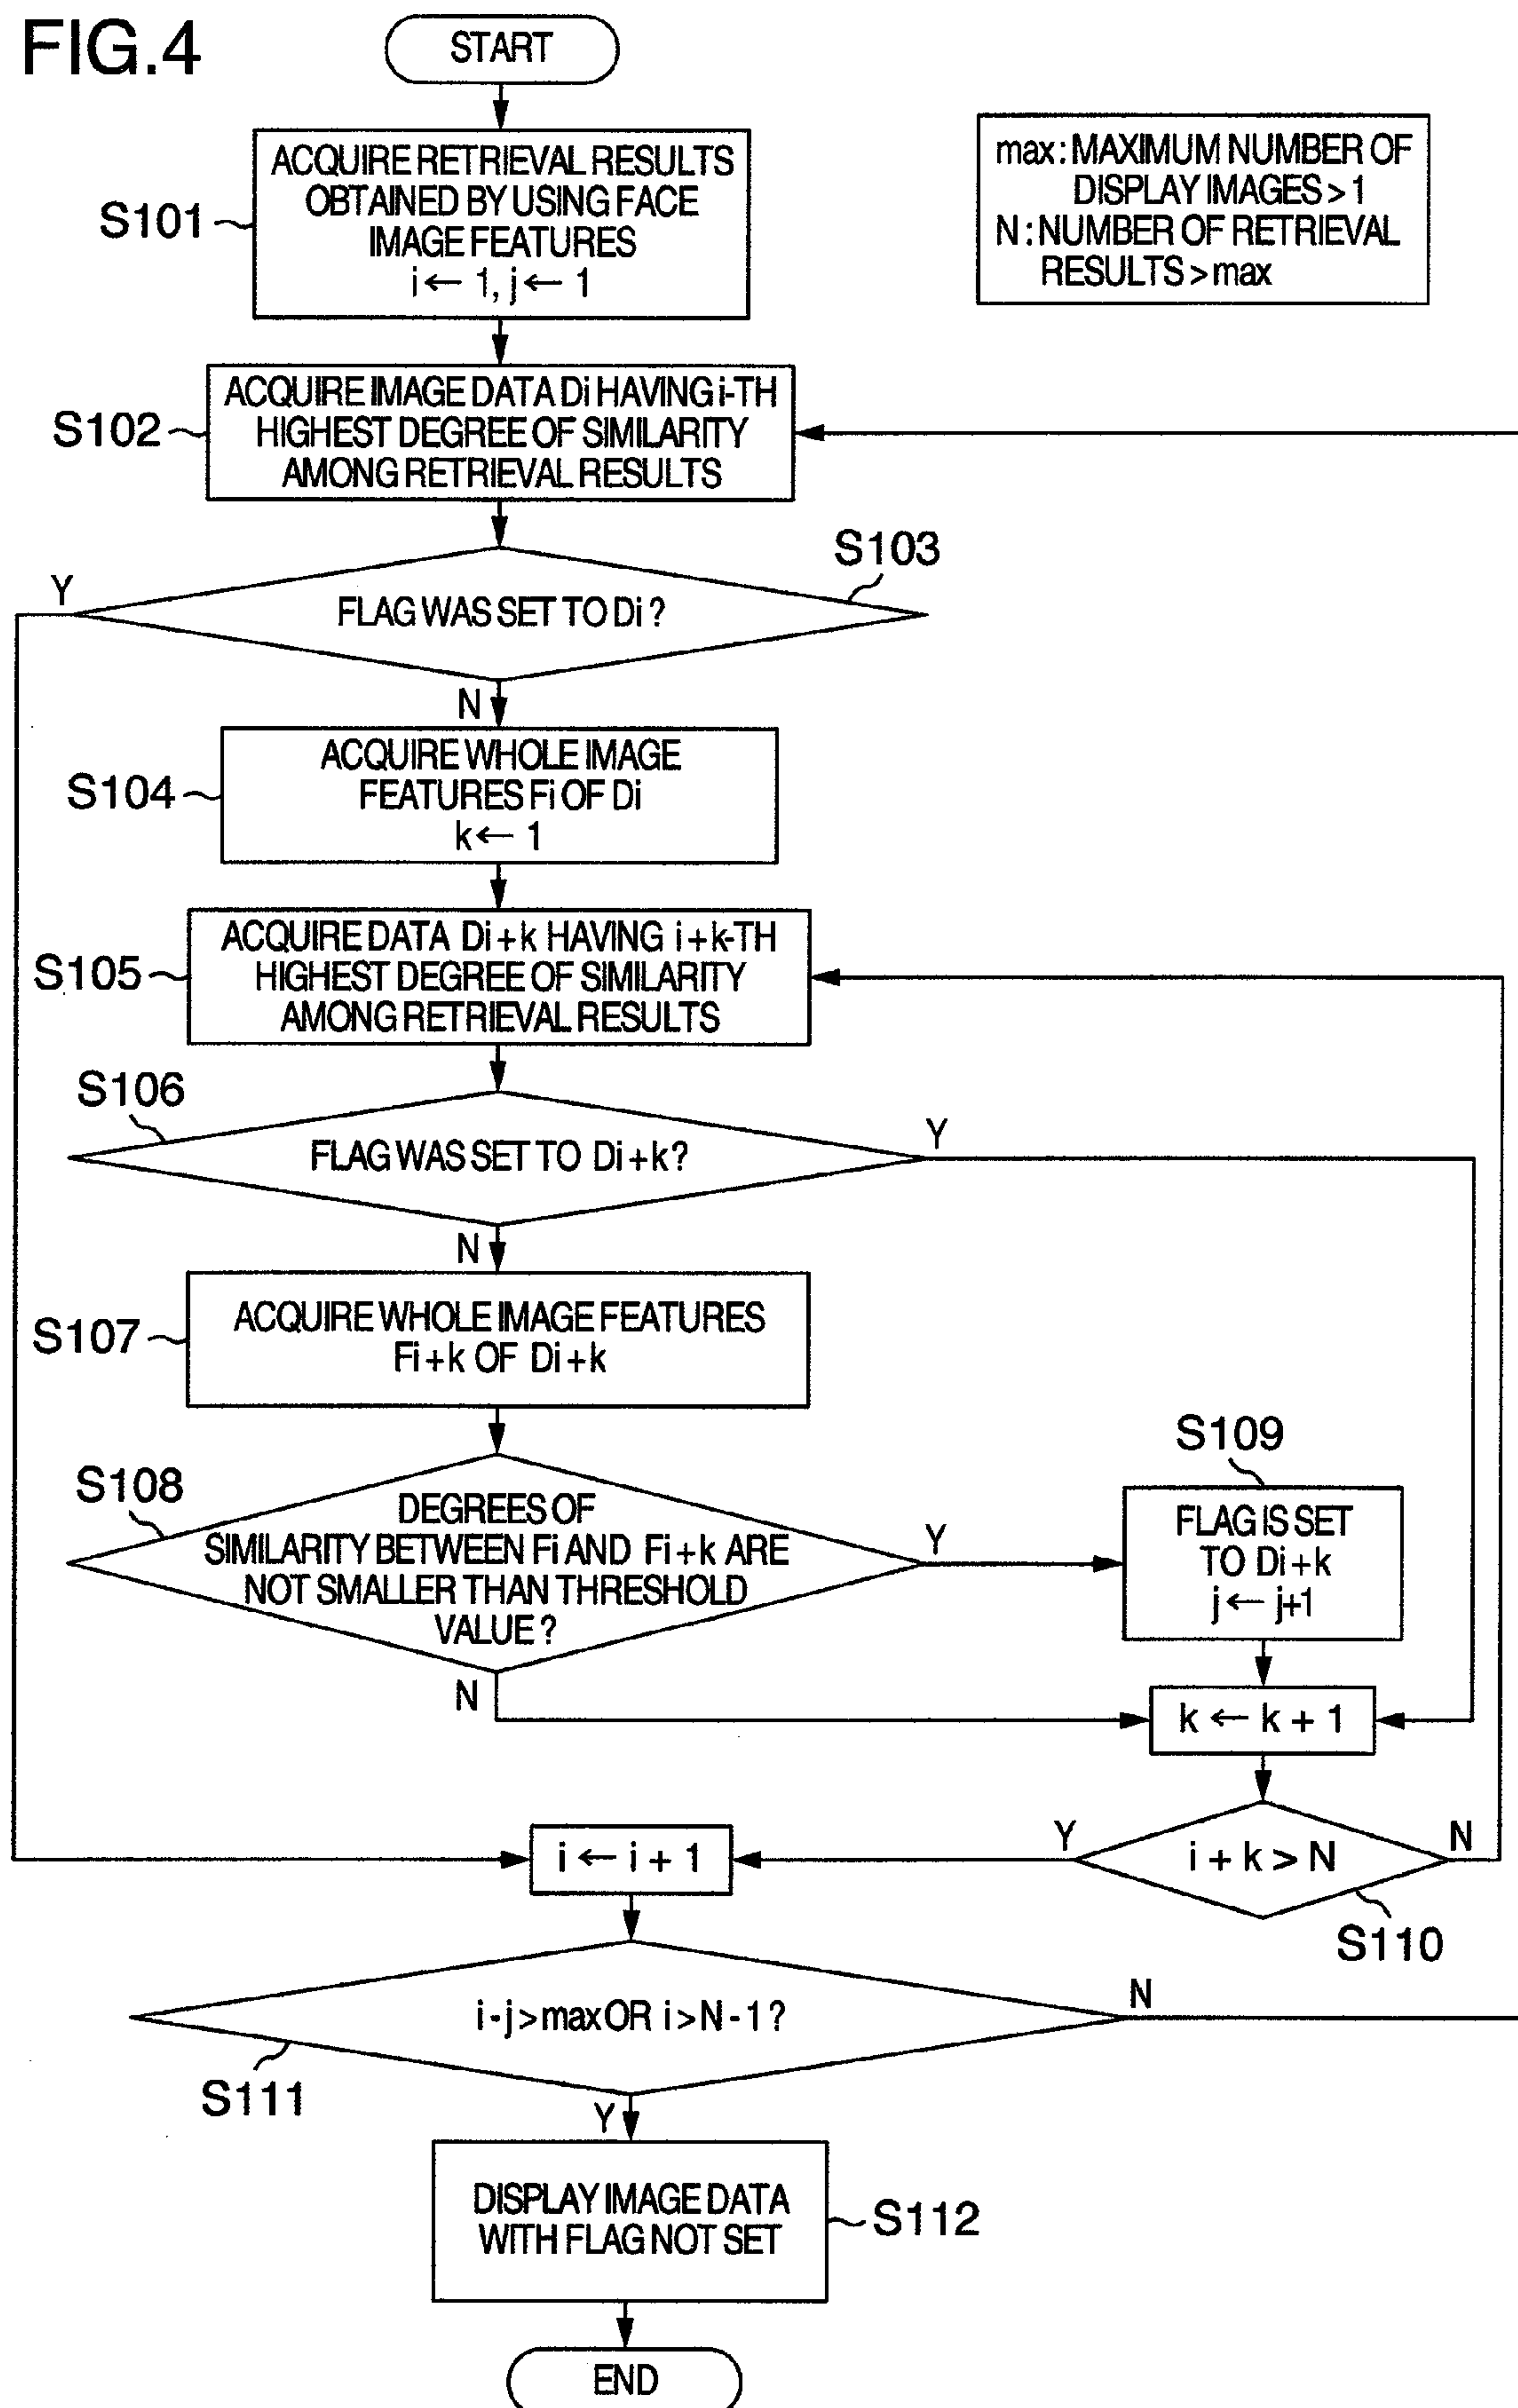 FIG.4
START
max: MAXIMUM NUMBER OF
DISPLAY IMAGES > 1
N: NUMBER OF RETRIEVAL
RESULTS > max
S101
ACQUIRE RETRIEVAL RESULTS
OBTAINED BY USING FACE
IMAGE FEATURES
i ← 1, j ← 1
S102
ACQUIRE IMAGE DATA Di HAVING i-TH
HIGHEST DEGREE OF SIMILARITY
AMONG RETRIEVAL RESULTS
S103
Y
FLAG WAS SET TO Di?
N
S104
ACQUIRE WHOLE IMAGE
FEATURES Fi OF Di
k ← 1
S105
ACQUIRE DATA Di+k HAVING i+k-TH
HIGHEST DEGREE OF SIMILARITY
AMONG RETRIEVAL RESULTS
S106
Y
FLAG WAS SET TO Di+k?
N
S107
ACQUIRE WHOLE IMAGE FEATURES
Fi+k OF Di+k
S108
DEGREES OF
SIMILARITY BETWEEN Fi AND Fi+k ARE
NOT SMALLER THAN THRESHOLD
VALUE?
Y
N
S109
FLAG IS SET
TO Di+k
j ← j+1
k ← k + 1
Y
i + k > N
N
S110
i ← i + 1
i - j > max OR i > N - 1?
N
S111
Y
DISPLAY IMAGE DATA
WITH FLAG NOT SET
S112
END